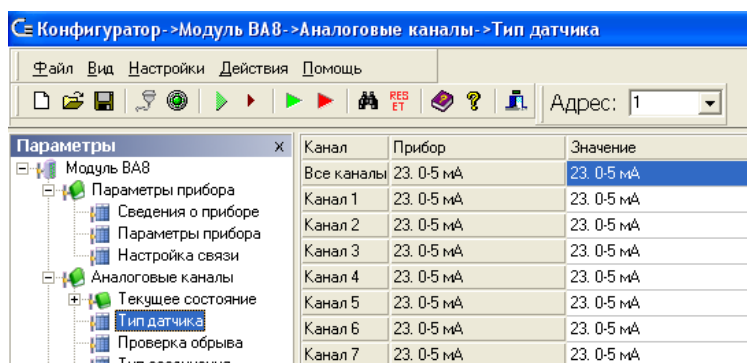 Конфигуратор->Модуль ВА8->Аналоговые каналы->Тип датчика
Файл Вид Настройки Действия Помощь
RES
ET
Адрес: 1
Параметры x
Модуль ВА8
Параметры прибора
Сведения о приборе
Параметры прибора
Настройка связи
Аналоговые каналы
Текущее состояние
Тип датчика
Проверка обрыва
Канал Прибор Значение
Все каналы 23. 0-5 мА 23. 0-5 мА
Канал 1 23. 0-5 мА 23. 0-5 мА
Канал 2 23. 0-5 мА 23. 0-5 мА
Канал 3 23. 0-5 мА 23. 0-5 мА
Канал 4 23. 0-5 мА 23. 0-5 мА
Канал 5 23. 0-5 мА 23. 0-5 мА
Канал 6 23. 0-5 мА 23. 0-5 мА
Канал 7 23. 0-5 мА 23. 0-5 мА